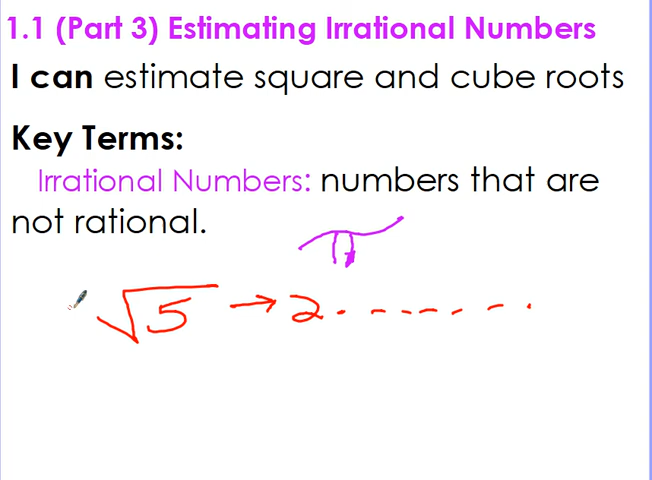 1.1 (Part 3) Estimating Irrational Numbers
I can estimate square and cube roots
Key Terms:
Irrational Numbers: numbers that are
not rational.
π
√5 → 2. - - - - - .